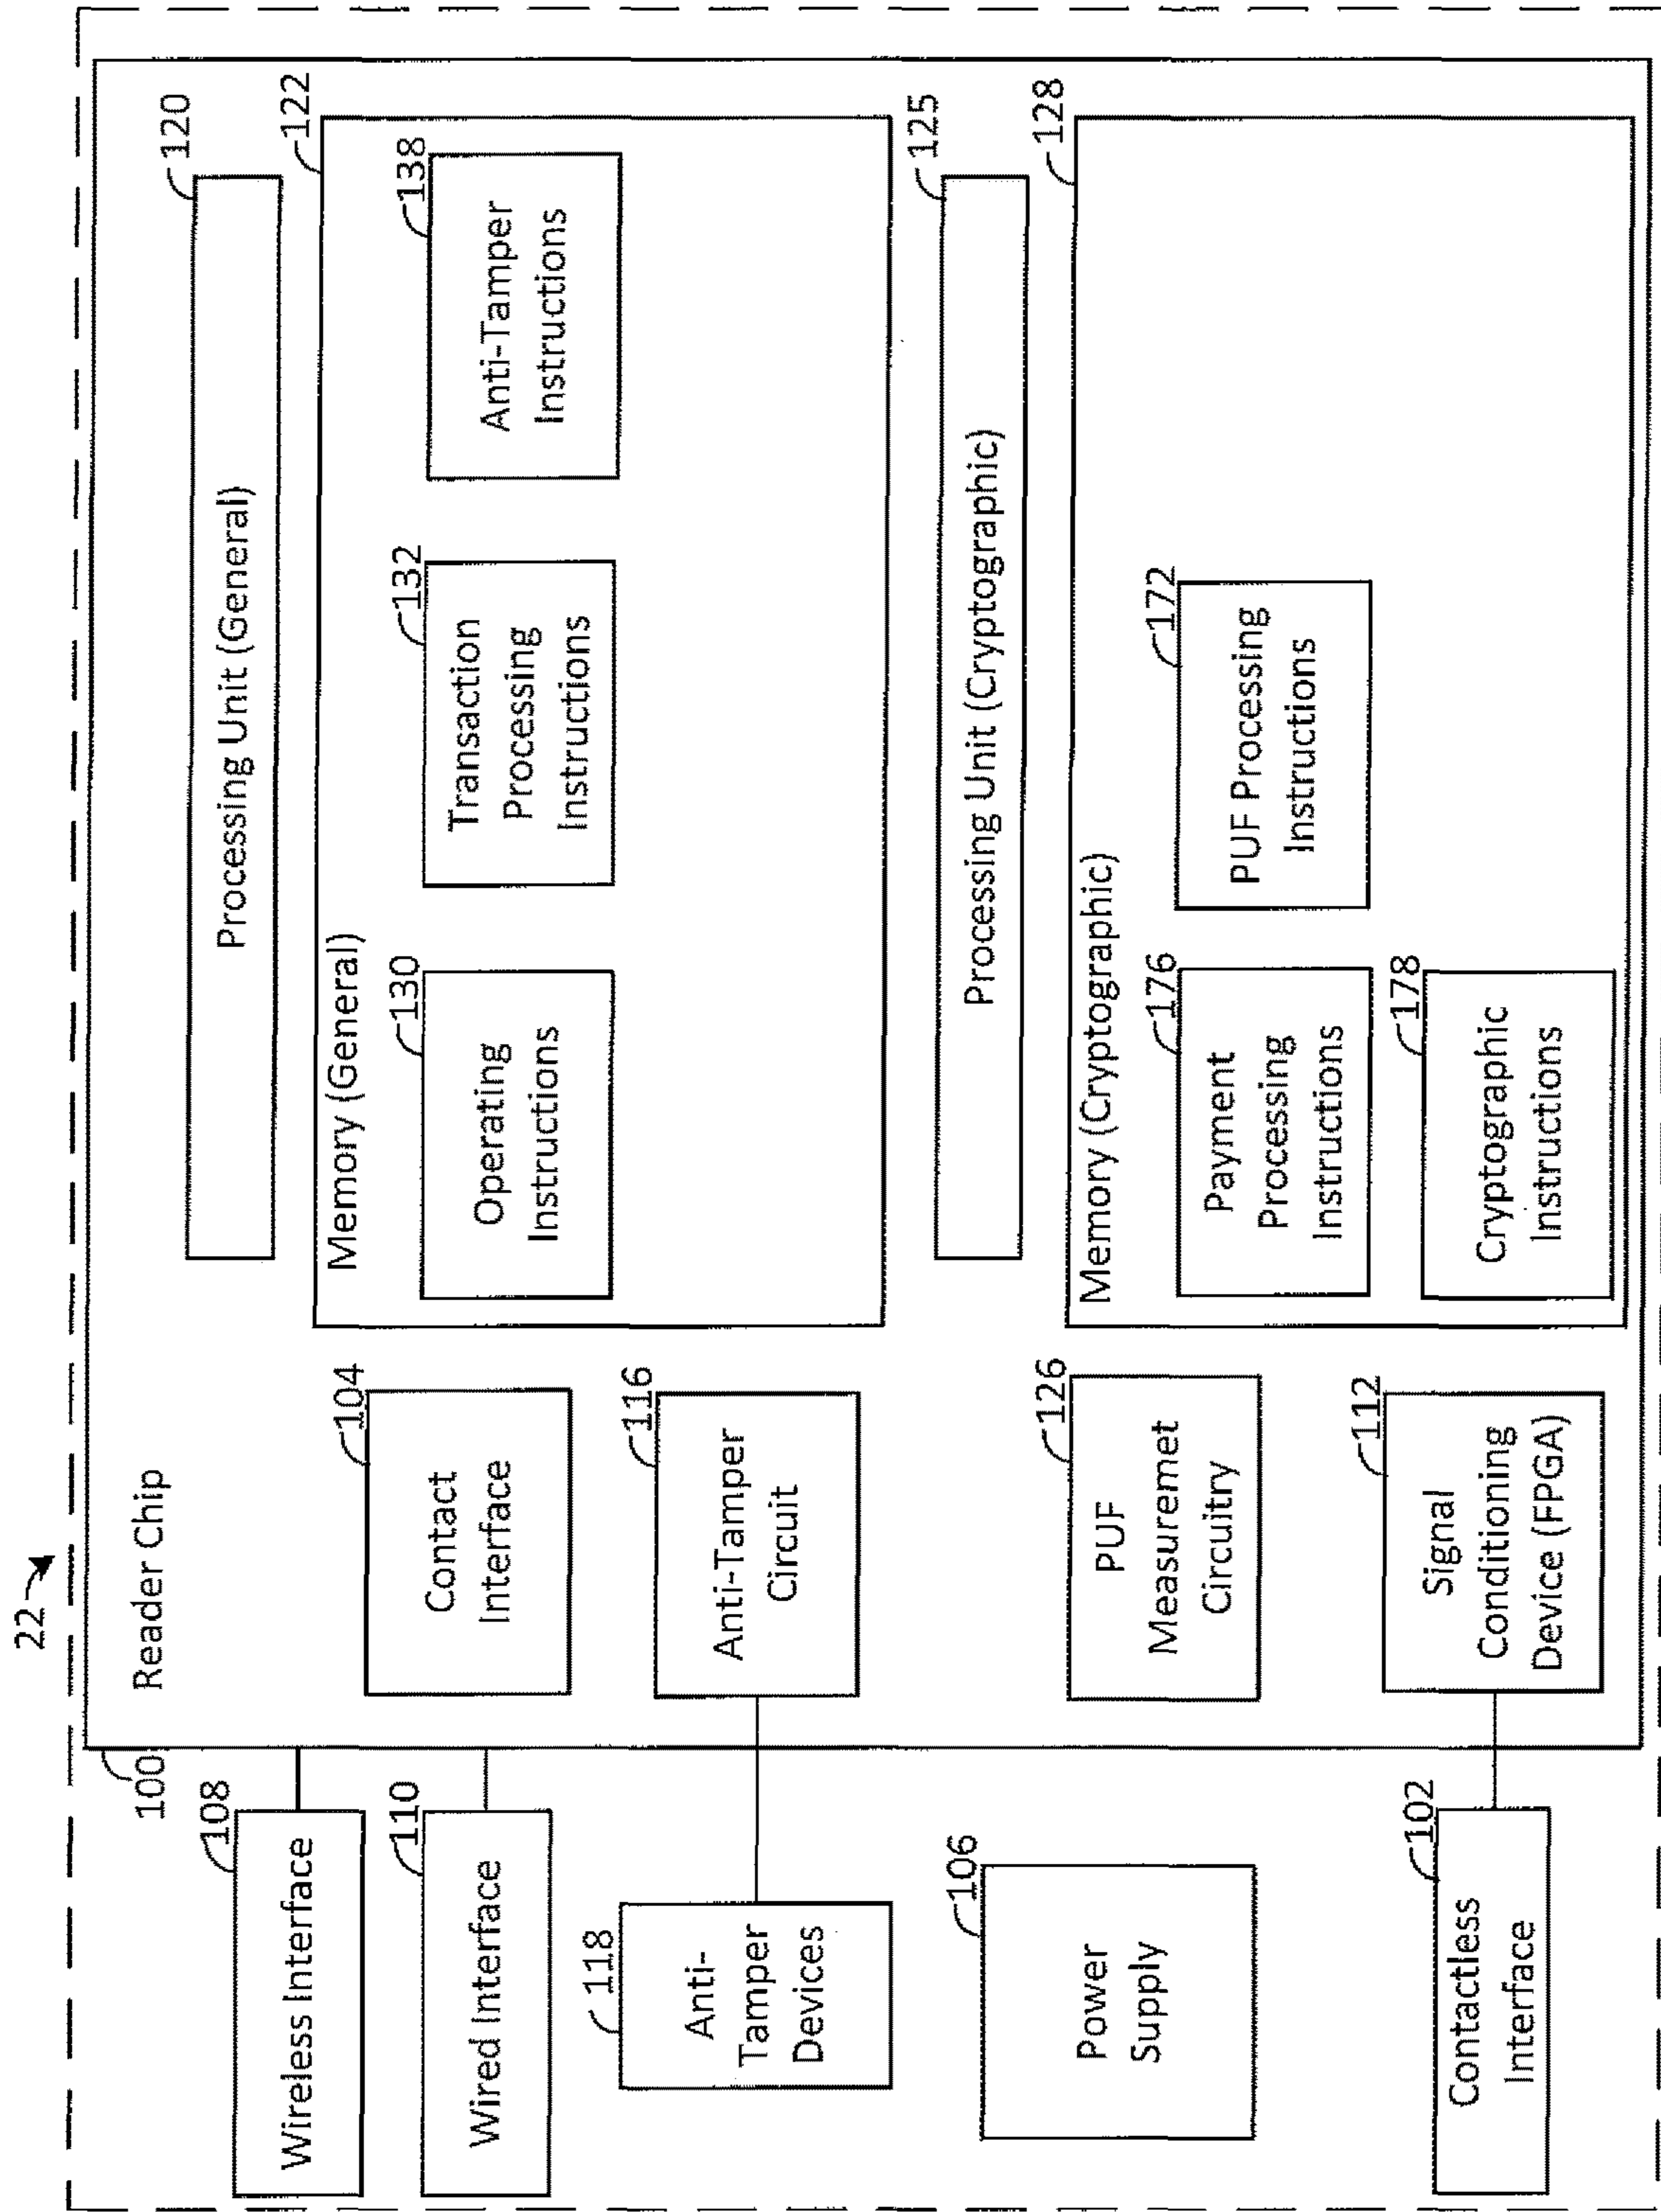 22
100
Reader Chip
108
Wireless Interface
110
Wired Interface
118
Anti-
Tamper
Devices
106
Power
Supply
102
Contactless
Interface
104
Contact
Interface
116
Anti-Tamper
Circuit
126
PUF
Measuremet
Circuitry
112
Signal
Conditioning
Device (FPGA)
120
Processing Unit (General)
122
Memory (General)
130
Operating
Instructions
132
Transaction
Processing
Instructions
138
Anti-Tamper
Instructions
125
Processing Unit (Cryptographic)
128
Memory (Cryptographic)
176
Payment
Processing
Instructions
172
PUF Processing
Instructions
178
Cryptographic
Instructions